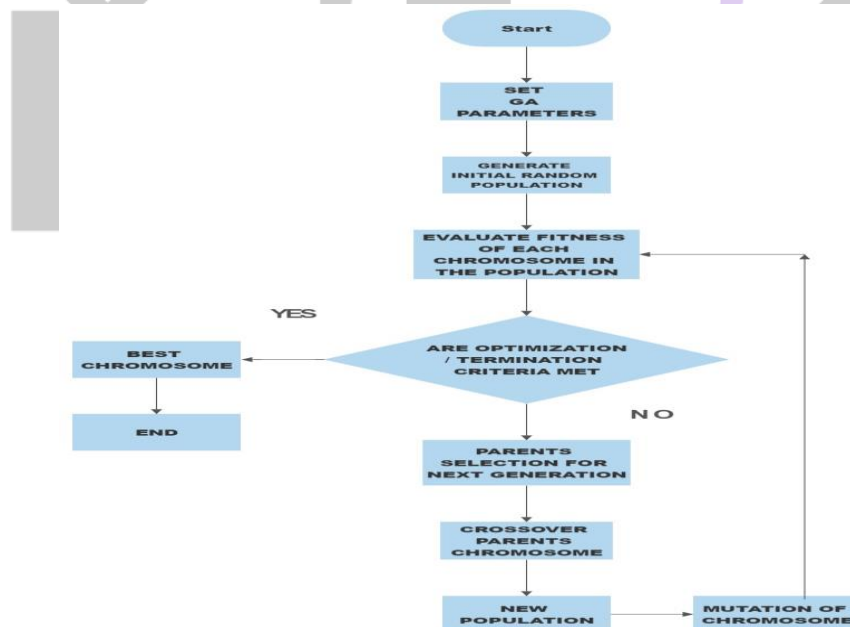 Start
SET
GA
PARAMETERS
GENERATE
INITIAL RANDOM
POPULATION
EVALUATE FITNESS
OF EACH
CHROMOSOME IN
THE POPULATION
YES
ARE OPTIMIZATION
/ TERMINATION
CRITERIA MET
BEST
CHROMOSOME
END
N O
PARENTS
SELECTION FOR
NEXT GENERATION
CROSSOVER
PARENTS
CHROMOSOME
NEW
POPULATION
MUTATION OF
CHROMOSOME